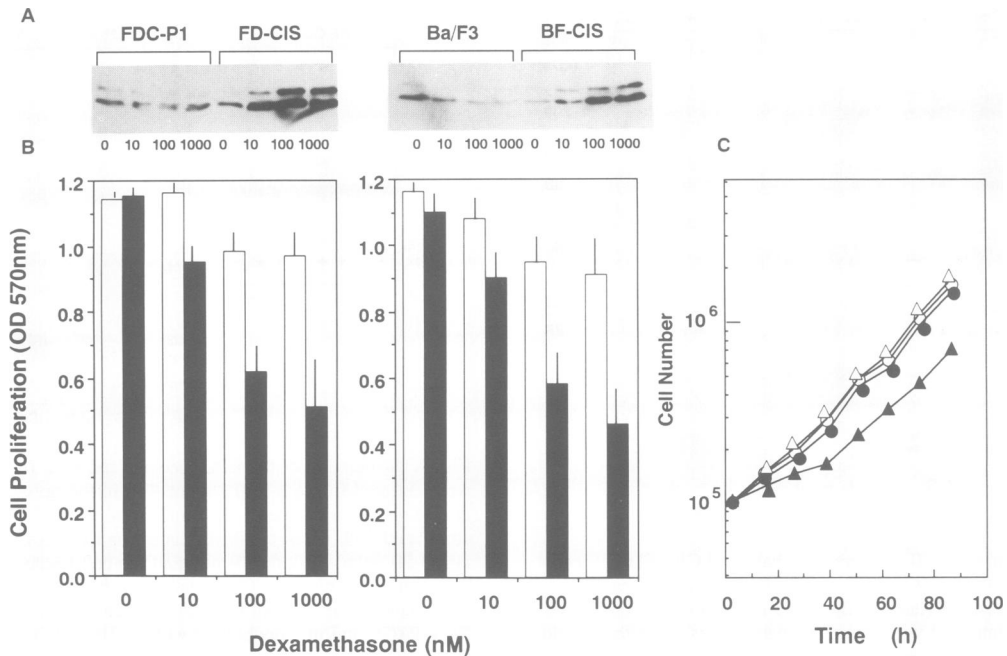 A
FDC-P1 FD-CIS Ba/F3 BF-CIS
0 10 100 1000 0 10 100 1000 0 10 100 1000 0 10 100 1000
B C
Cell Proliferation (OD 570nm)
1.2
1.0
0.8
0.6
0.4
1.2
0.0
0 10 100 1000
1.2
1.0
0.8
0.6
0.4
1.2
0.0
0 10 100 1000
Dexamethasone (nM)
Cell Number
10⁶
10⁵
0 20 40 60 80 100
Time (h)